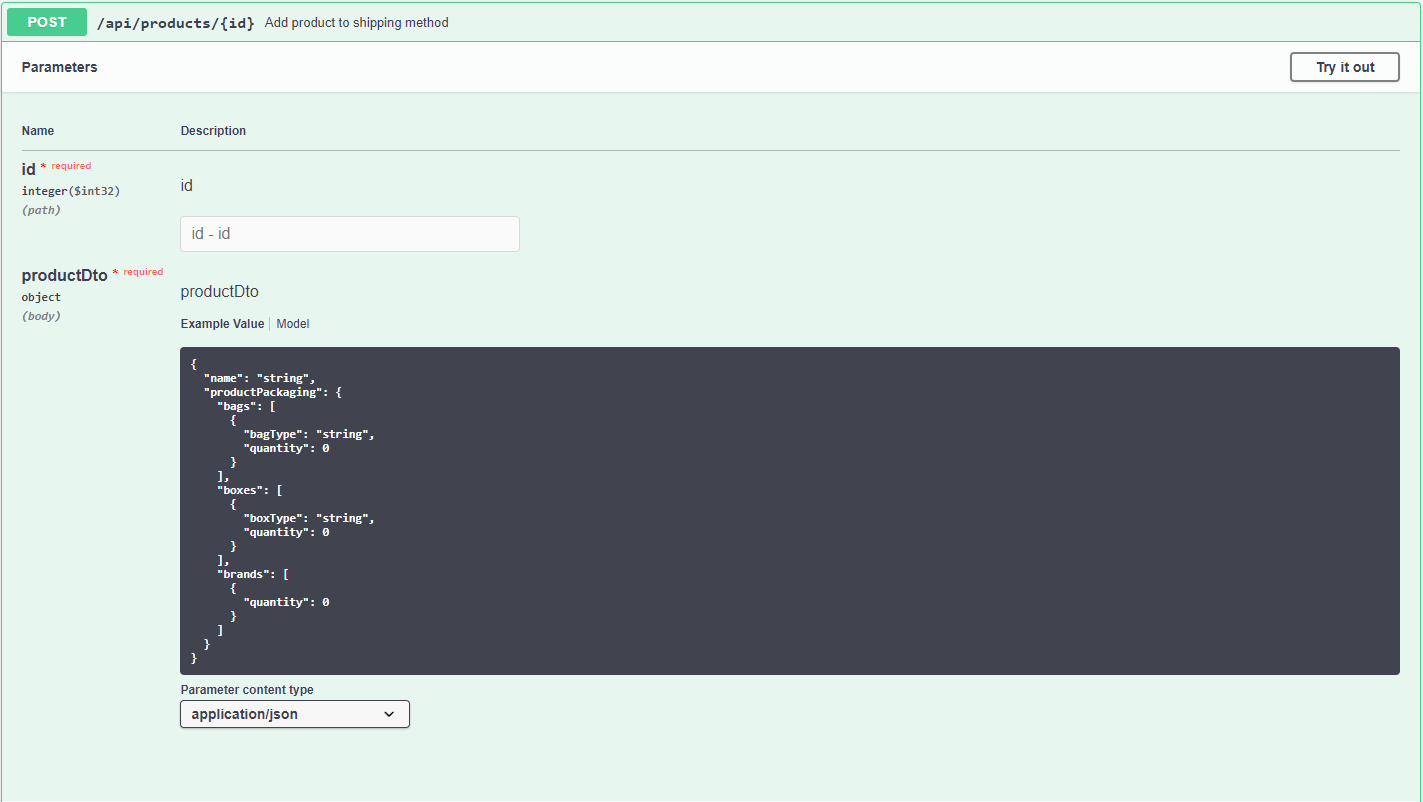 POST /api/products/{id} Add product to shipping method
Parameters
Try it out
Name Description
id * required
integer($int32)
(path)
id
id - id
productDto * required
object
(body)
productDto
Example Value Model
{
  "name": "string",
  "productPackaging": {
    "bags": [
      {
        "bagType": "string",
        "quantity": 0
      }
    ],
    "boxes": [
      {
        "boxType": "string",
        "quantity": 0
      }
    ],
    "brands": [
      {
        "quantity": 0
      }
    ]
  }
}
Parameter content type
application/json